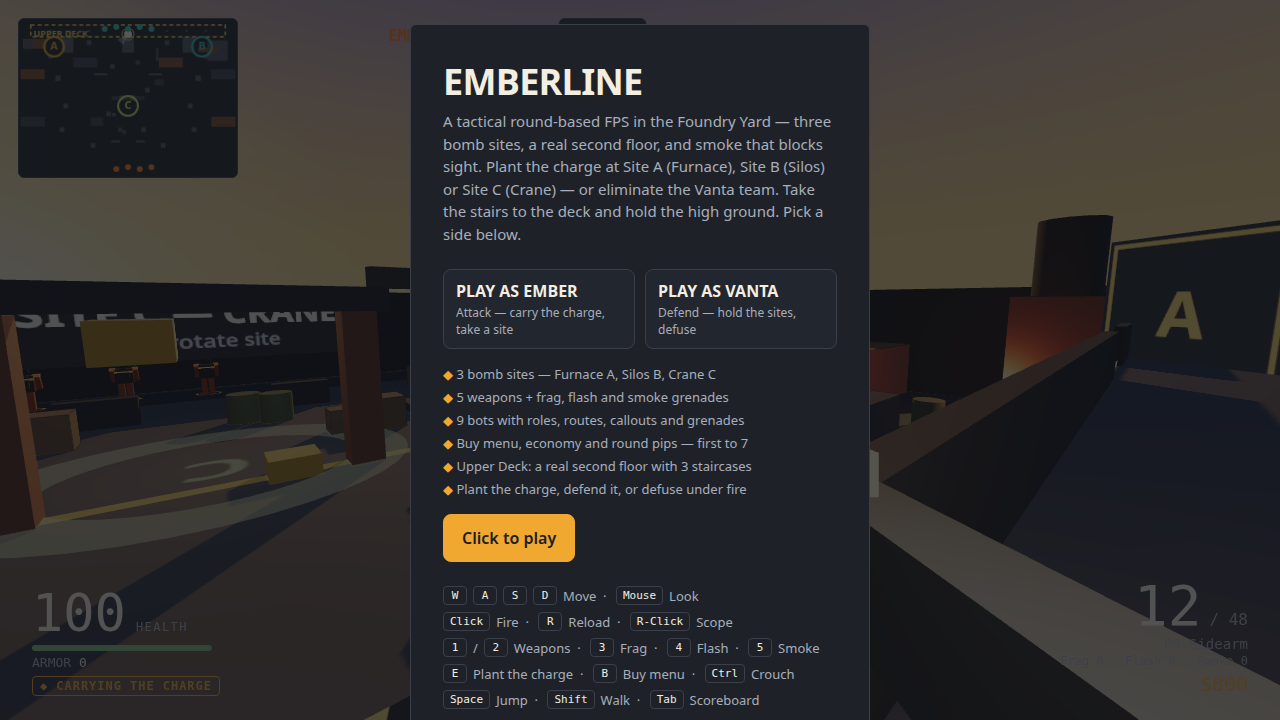 UPPER DECK
A
B
C
EMBERLINE
A tactical round-based FPS in the Foundry Yard — three
bomb sites, a real second floor, and smoke that blocks
sight. Plant the charge at Site A (Furnace), Site B (Silos)
or Site C (Crane) — or eliminate the Vanta team. Take
the stairs to the deck and hold the high ground. Pick a
side below.
PLAY AS EMBER
Attack — carry the charge,
take a site
PLAY AS VANTA
Defend — hold the sites,
defuse
◆ 3 bomb sites — Furnace A, Silos B, Crane C
◆ 5 weapons + frag, flash and smoke grenades
◆ 9 bots with roles, routes, callouts and grenades
◆ Buy menu, economy and round pips — first to 7
◆ Upper Deck: a real second floor with 3 staircases
◆ Plant the charge, defend it, or defuse under fire
Click to play
W A S D Move · Mouse Look
Click Fire · R Reload · R-Click Scope
1 / 2 Weapons · 3 Frag · 4 Flash · 5 Smoke
E Plant the charge · B Buy menu · Ctrl Crouch
Space Jump · Shift Walk · Tab Scoreboard
SITE C — CRANE
rotate site
A
100 HEALTH
ARMOR 0
◆ CARRYING THE CHARGE
12 / 48
$800